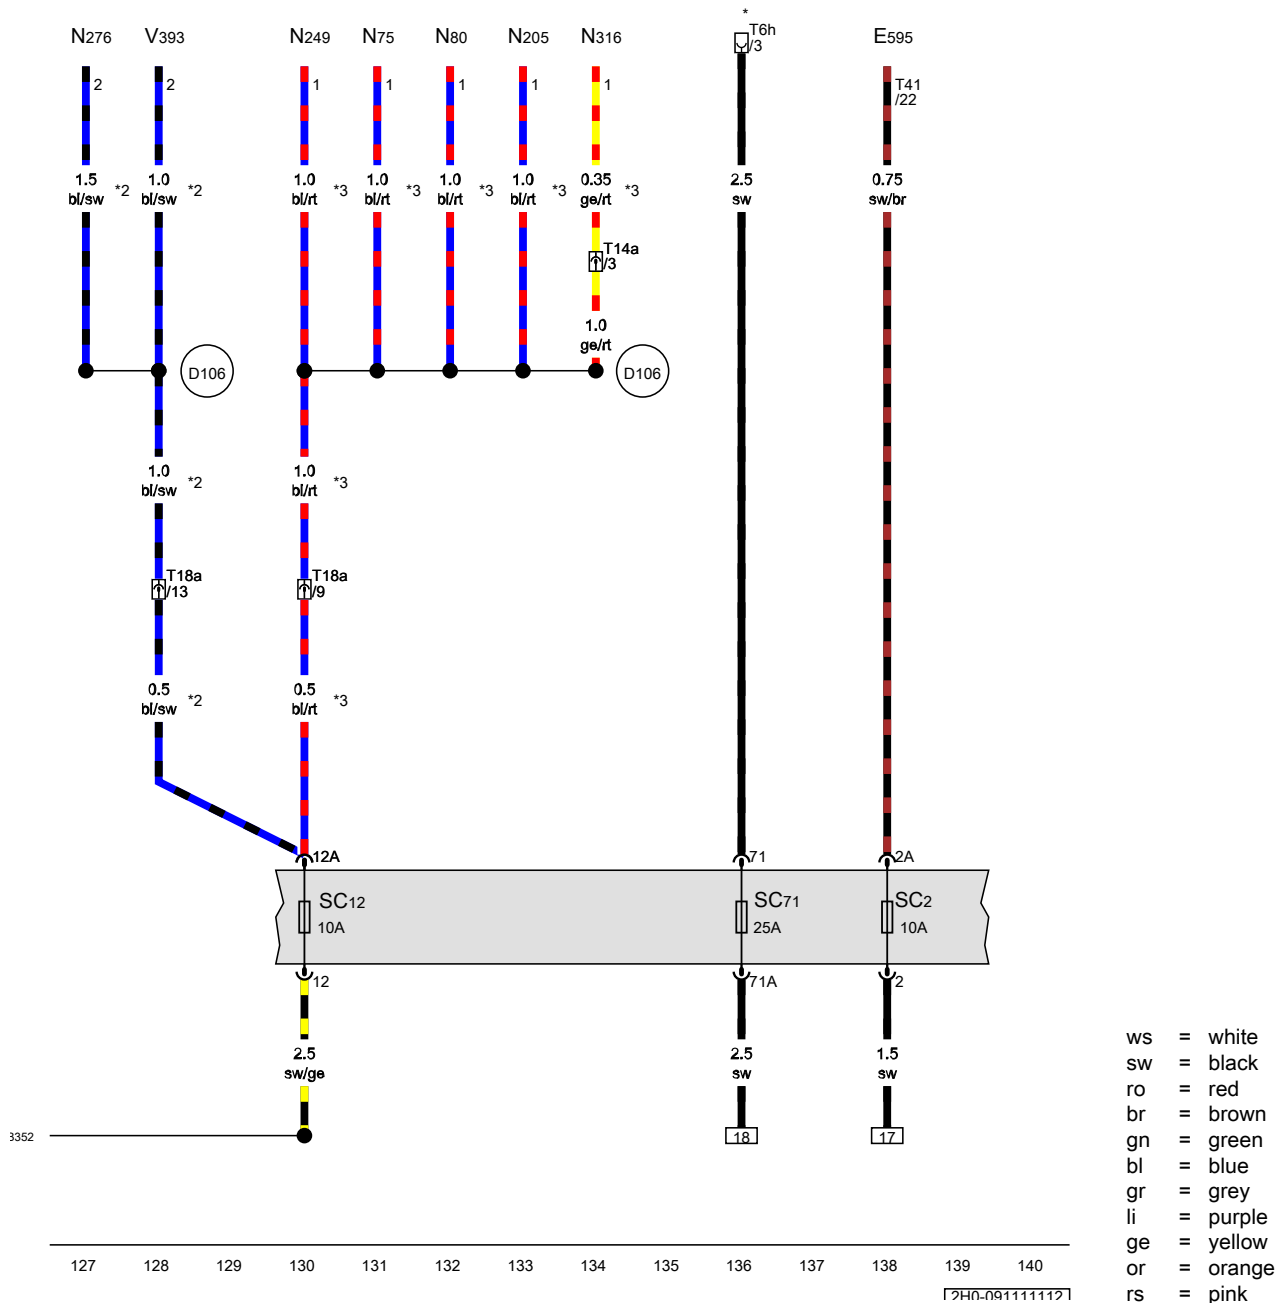 *
N276 V393 N249 N75 N80 N205 N316 T6h E595
/3
2 2 1 1 1 1 1 T41
/22
1.5 1.0 1.0 1.0 1.0 1.0 0.35 2.5 0.75
bl/sw *2 bl/sw *2 bl/rt *3 bl/rt *3 bl/rt *3 bl/rt *3 ge/rt *3 sw sw/br
T14a
/3
1.0
ge/rt
D106 D106
1.0 1.0
bl/sw *2 bl/rt *3
T18a T18a
/13 /9
0.5 0.5
bl/sw *2 bl/rt *3
12A 71 2A
SC12 SC71 SC2
10A 25A 10A
12 71A 2
2.5 2.5 1.5
sw/ge sw sw
3352 18 17
127 128 129 130 131 132 133 134 135 136 137 138 139 140
2H0-091111112
ws = white
sw = black
ro = red
br = brown
gn = green
bl = blue
gr = grey
li = purple
ge = yellow
or = orange
rs = pink